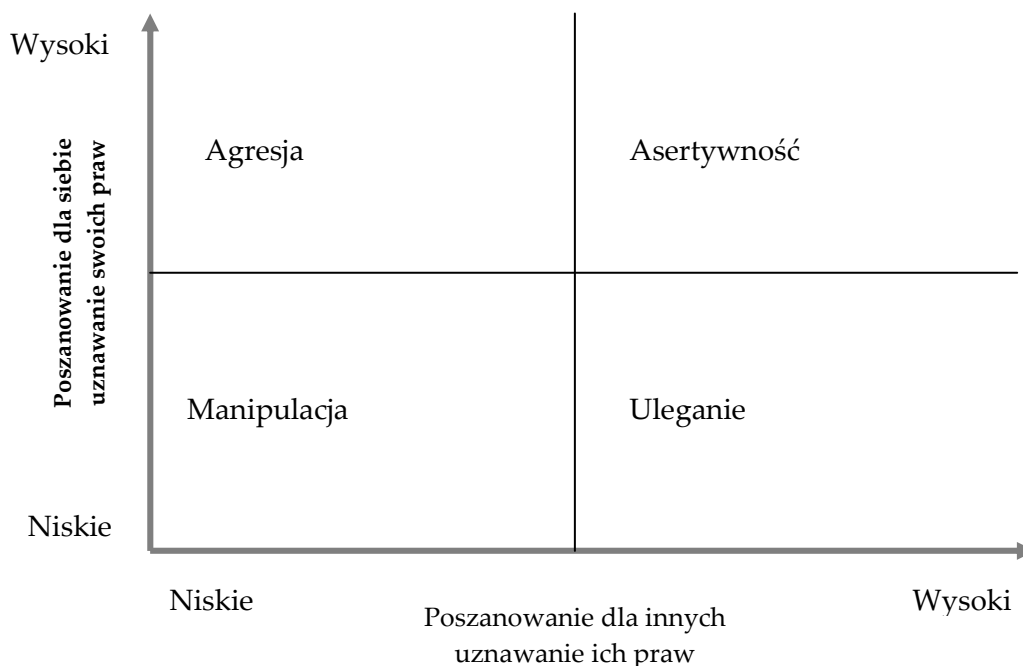 Wysoki
Poszanowanie dla siebie
uznawanie swoich praw
Agresja
Asertywność
Manipulacja
Uleganie
Niskie
Niskie
Poszanowanie dla innych
uznawanie ich praw
Wysoki